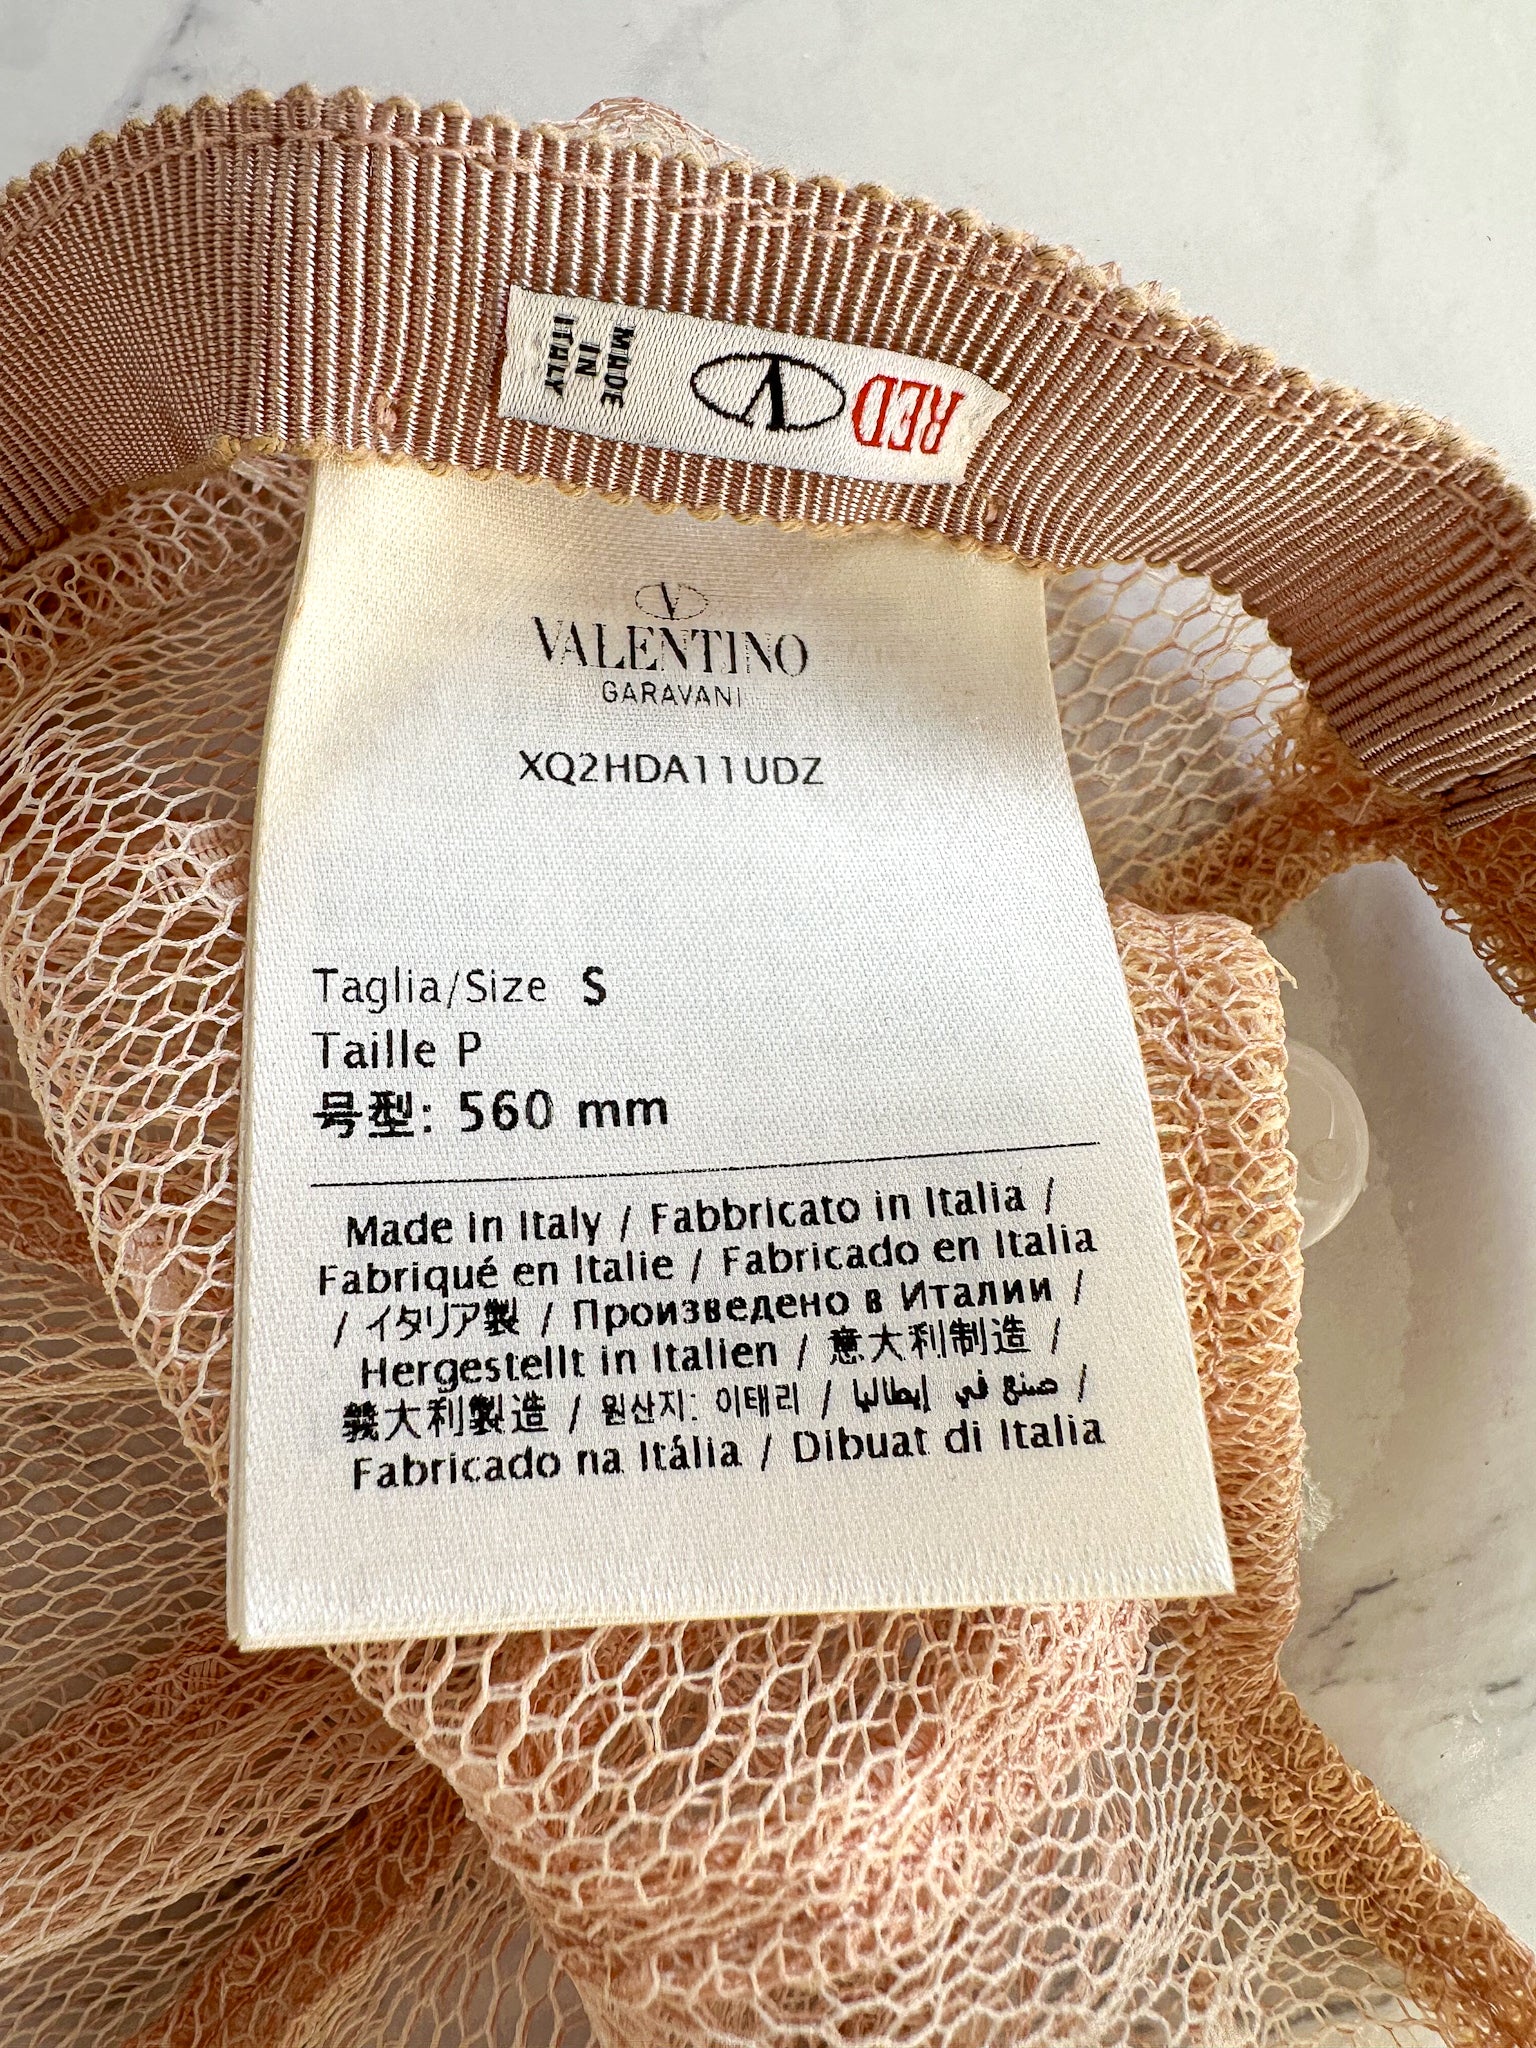 MADE
IN
ITALY
RED V
V
VALENTINO
GARAVANI
XQ2HDA11UDZ
Taglia/Size S
Taille P
号型: 560 mm
Made in Italy / Fabbricato in Italia /
Fabriqué en Italie / Fabricado en Italia
/ イタリア製 / Произведено в Италии /
Hergestellt in Italien / 意大利制造 /
義大利製造 / 원산지: 이태리 / صنع في إيطاليا /
Fabricado na Itália / Dibuat di Italia